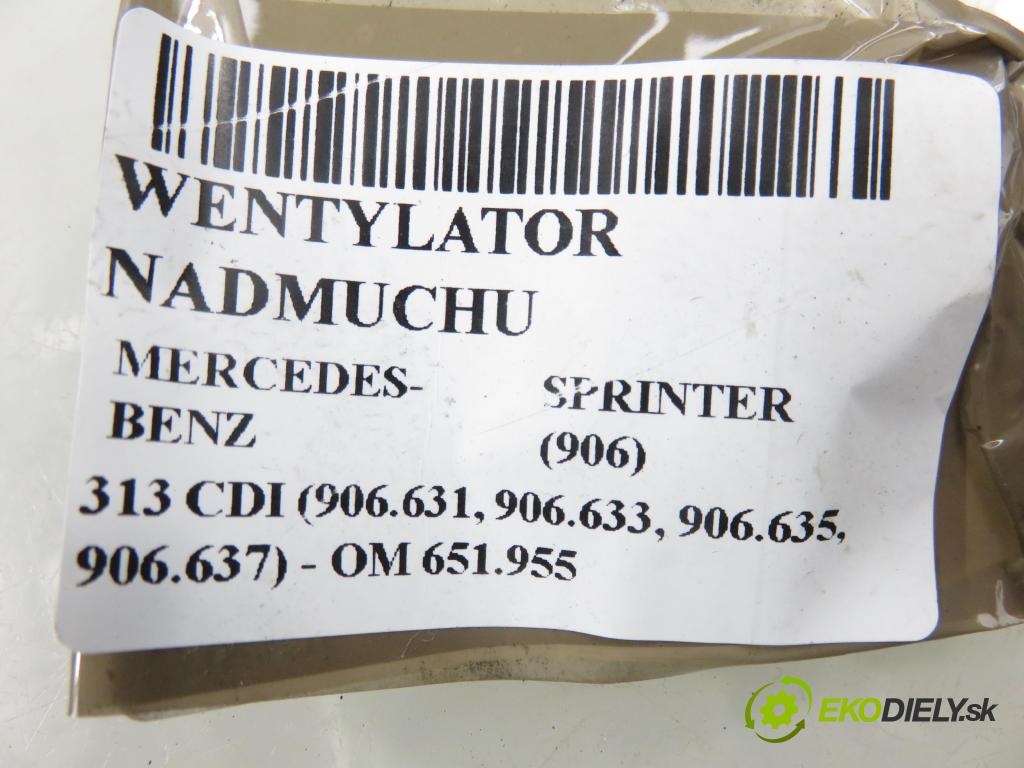 WENTYLATOR
NADMUCHU
MERCEDES-
BENZ
SPRINTER
(906)
313 CDI (906.631, 906.633, 906.635,
906.637) - OM 651.955
EKODIELY.sk